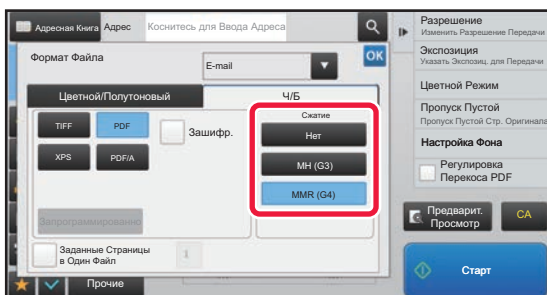 Адресная Книга
Адрес
Коснитесь для Ввода Адреса
Формат Файла
E-mail
OK
Цветной/Полутоновый
Ч/Б
TIFF
PDF
Зашифр.
XPS
PDF/A
Запрограммированно
Сжатие
Нет
MH (G3)
MMR (G4)
Заданные Страницы
в Один Файл
1
Прочие
Разрешение
Изменить Разрешение Передачи
Экспозиция
Указать Экспозиц. для Передачи
Цветной Режим
Пропуск Пустой
Пропуск Пустой Стр. Оригинала
Настройка Фона
Регулировка
Перекоса PDF
Предварит.
Просмотр
CA
Старт